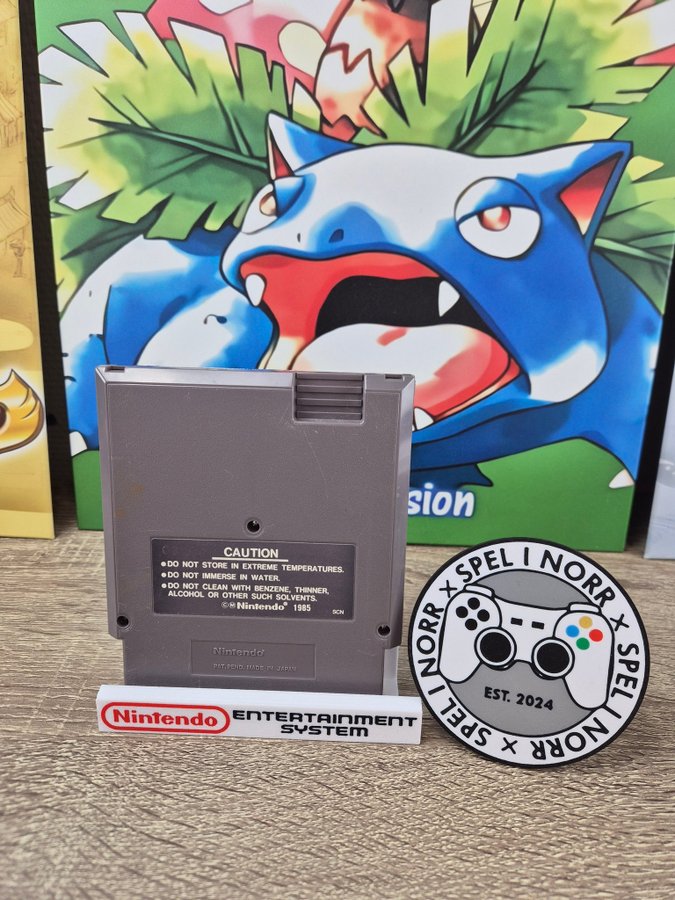 sion
CAUTION
•DO NOT STORE IN EXTREME TEMPERATURES.
•DO NOT IMMERSE IN WATER.
•DO NOT CLEAN WITH BENZENE, THINNER,
ALCOHOL OR OTHER SUCH SOLVENTS.
©Ⓜ Nintendo® 1985
SCN
Nintendo®
PAT. PEND. MADE IN JAPAN
Nintendo®
ENTERTAINMENT
SYSTEM
SPEL I NORR × SPEL I NORR × SPEL I NORR ×
EST. 2024